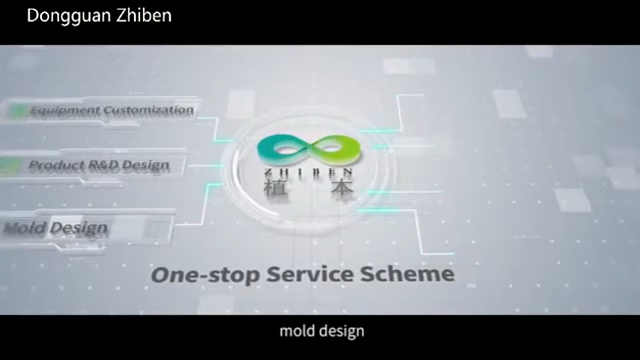 Dongguan Zhiben
Equipment Customization
Product R&D Design
Mold Design
ZHIBEN
植本
One-stop Service Scheme
mold design